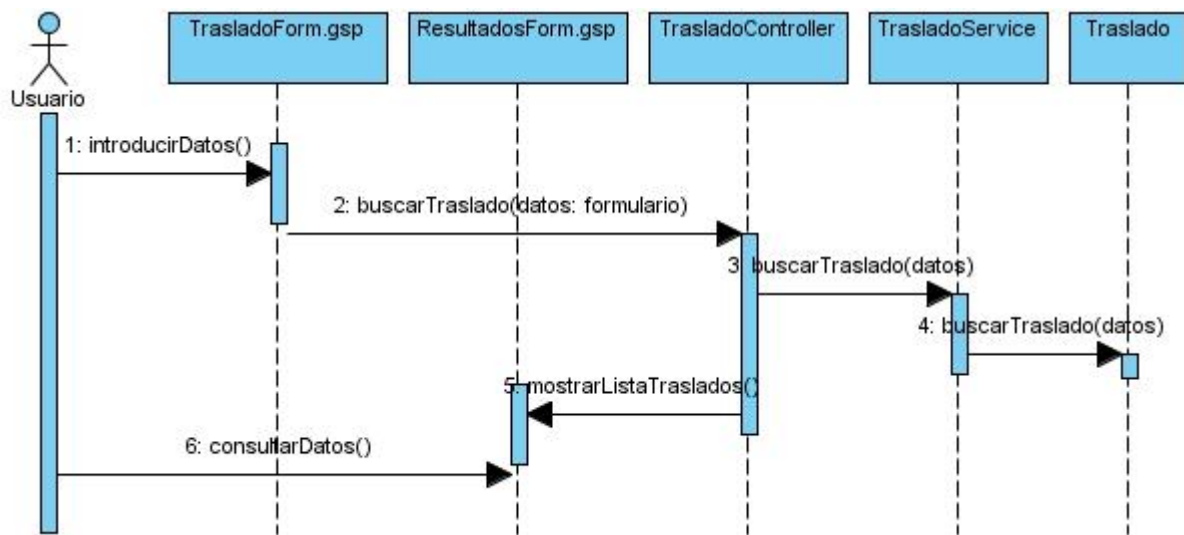 TrasladoForm.gsp
ResultadosForm.gsp
TrasladoController
TrasladoService
Traslado
Usuario
1: introducirDatos()
2: buscarTraslado(datos: formulario)
3: buscarTraslado(datos)
4: buscarTraslado(datos)
5: mostrarListaTraslados()
6: consultarDatos()